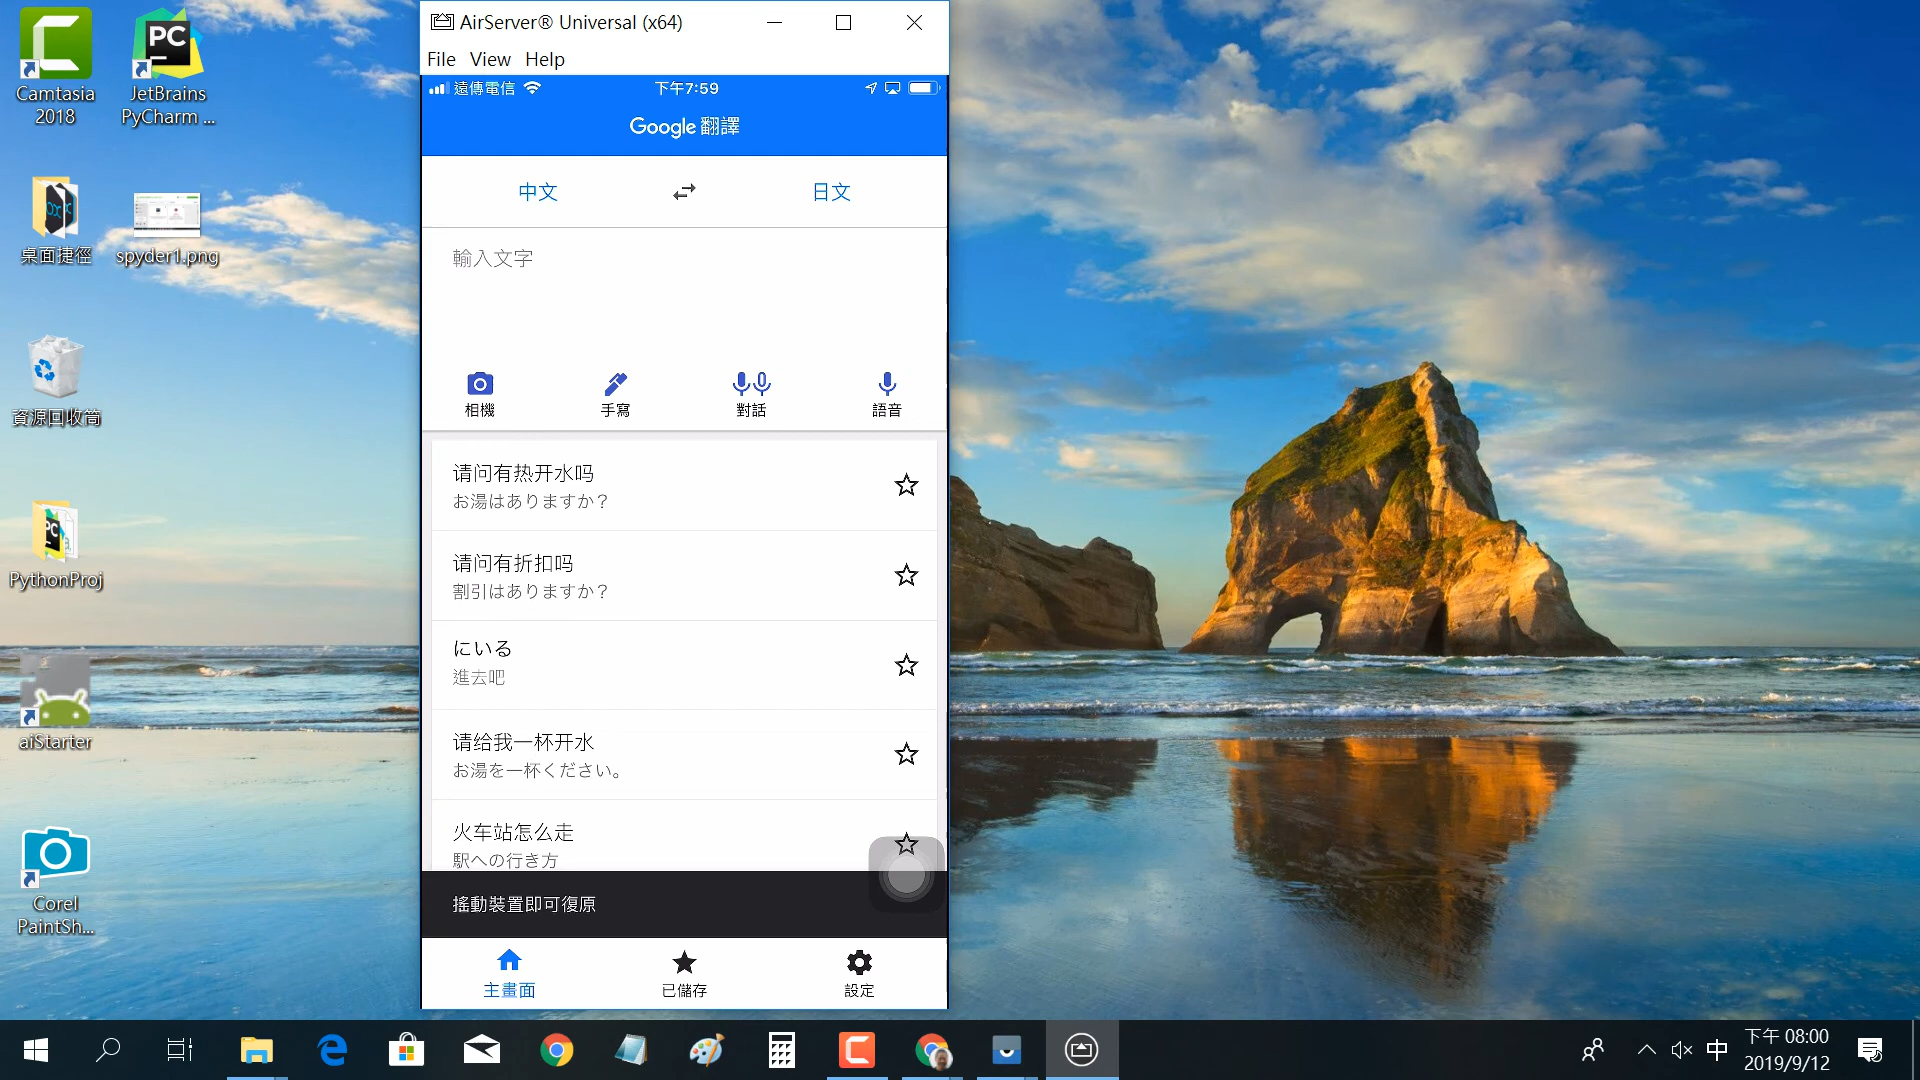 Camtasia
2018
JetBrains
PyCharm ...
桌面捷徑
spyder1.png
資源回收筒
PythonProj
aiStarter
Corel
PaintSh...
AirServer® Universal (x64)
File View Help
遠傳電信 下午7:59
Google 翻譯
中文 日文
輸入文字
相機 手寫 對話 語音
请问有热开水吗
お湯はありますか？
请问有折扣吗
割引はありますか？
にいる
進去吧
请给我一杯开水
お湯を一杯ください。
火车站怎么走
駅への行き方
搖動裝置即可復原
主畫面 已儲存 設定
中
下午 08:00
2019/9/12